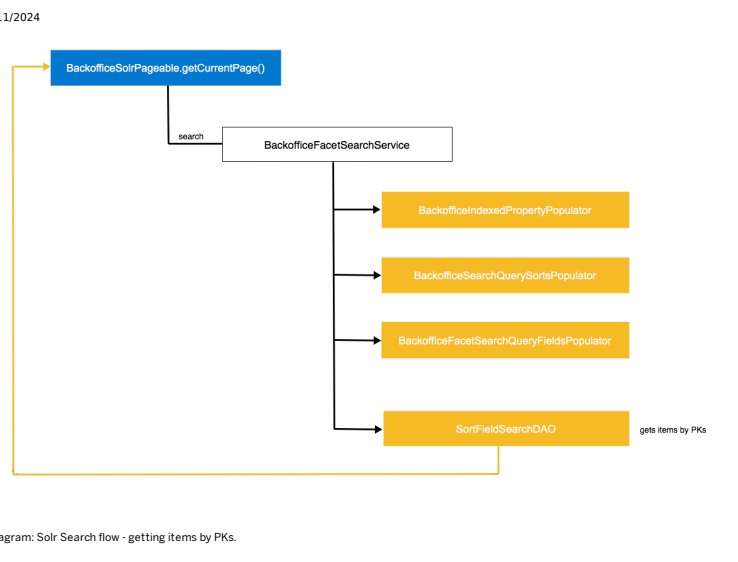 11/2024
BackofficeSolrPageable.getCurrentPage()
search
BackofficeFacetSearchService
BackofficeIndexedPropertyPopulator
BackofficeSearchQuerySortsPopulator
BackofficeFacetSearchQueryFieldsPopulator
SortFieldSearchDAO
gets items by PKs
agram: Solr Search flow - getting items by PKs.